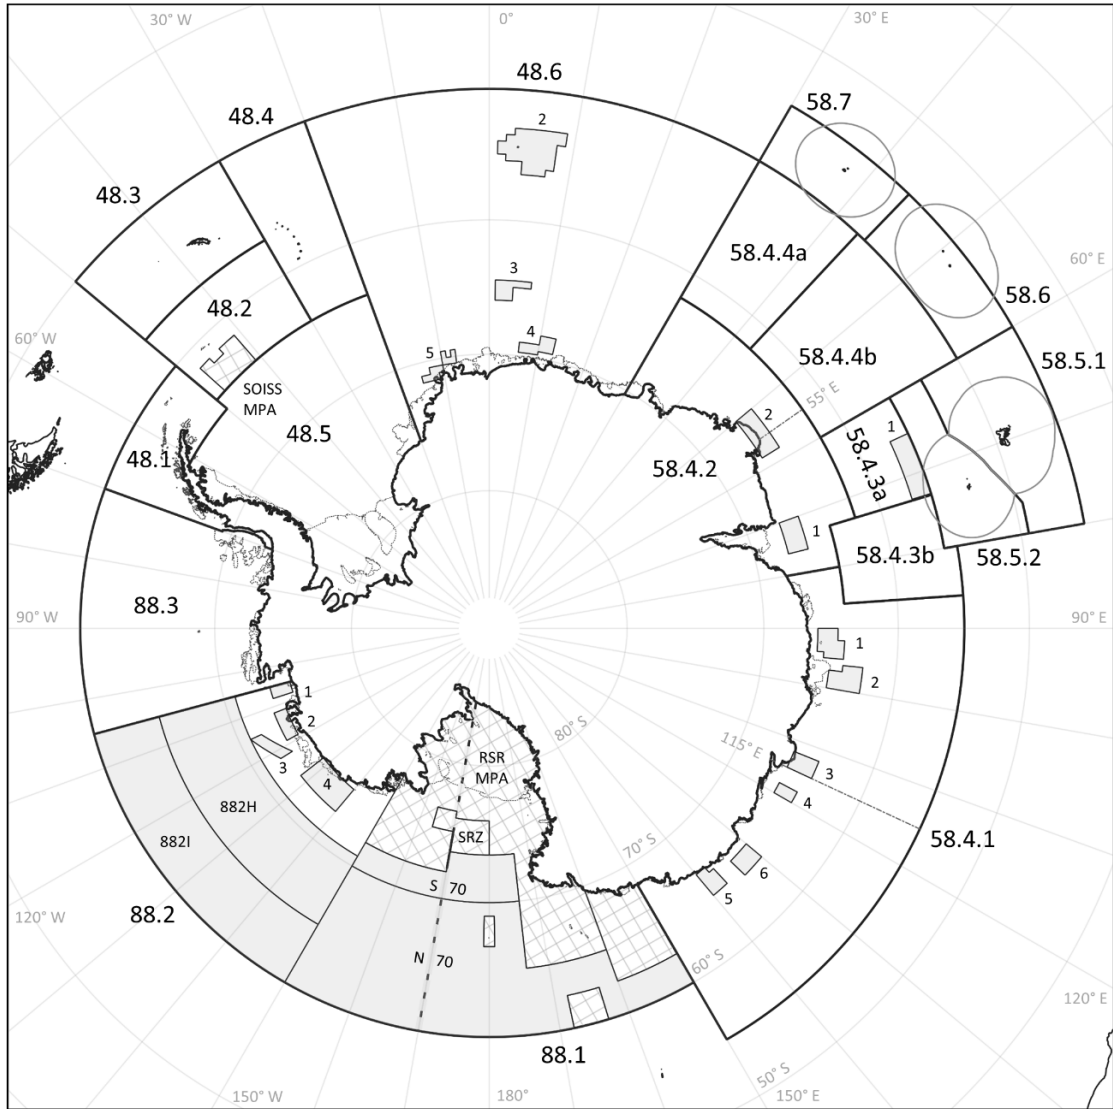 30° W
0°
30° E
48.6
58.7
48.4
2
48.3
58.4.4a
60° E
3
48.2
58.6
60° W
4
5
58.4.4b
58.5.1
SOISS
MPA
55° E
2
1
48.5
48.1
58.4.2
58.4.3a
1
58.4.3b
58.5.2
88.3
90° W
90° E
1
2
1
2
80° S
115° E
RSR
MPA
3
3
4
4
882H
SRZ
58.4.1
882I
70° S
6
5
S 70
88.2
120° W
N 70
60° S
120° E
88.1
50° S
150° W
180°
150° E